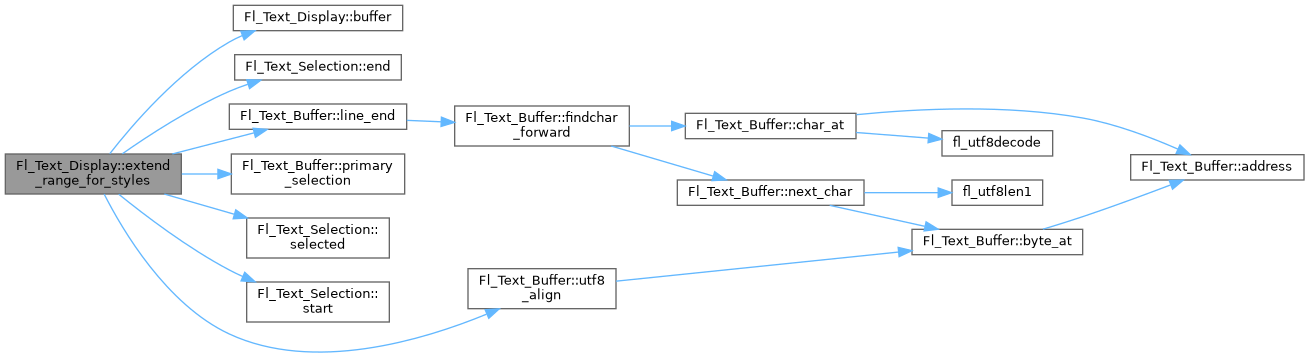 Fl_Text_Display::extend
_range_for_styles
Fl_Text_Display::buffer
Fl_Text_Selection::end
Fl_Text_Buffer::line_end
Fl_Text_Buffer::primary
_selection
Fl_Text_Selection::
selected
Fl_Text_Selection::
start
Fl_Text_Buffer::utf8
_align
Fl_Text_Buffer::findchar
_forward
Fl_Text_Buffer::char_at
Fl_Text_Buffer::next_char
fl_utf8decode
fl_utf8len1
Fl_Text_Buffer::byte_at
Fl_Text_Buffer::address